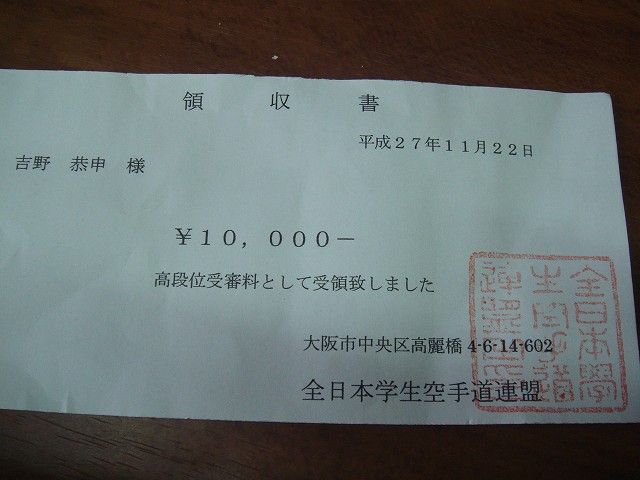 領収書
平成２７年１１月２２日
吉野 恭申 様
￥１０，０００－
高段位受審料として受領致しました
大阪市中央区高麗橋 4-6-14-602
全日本学生空手道連盟